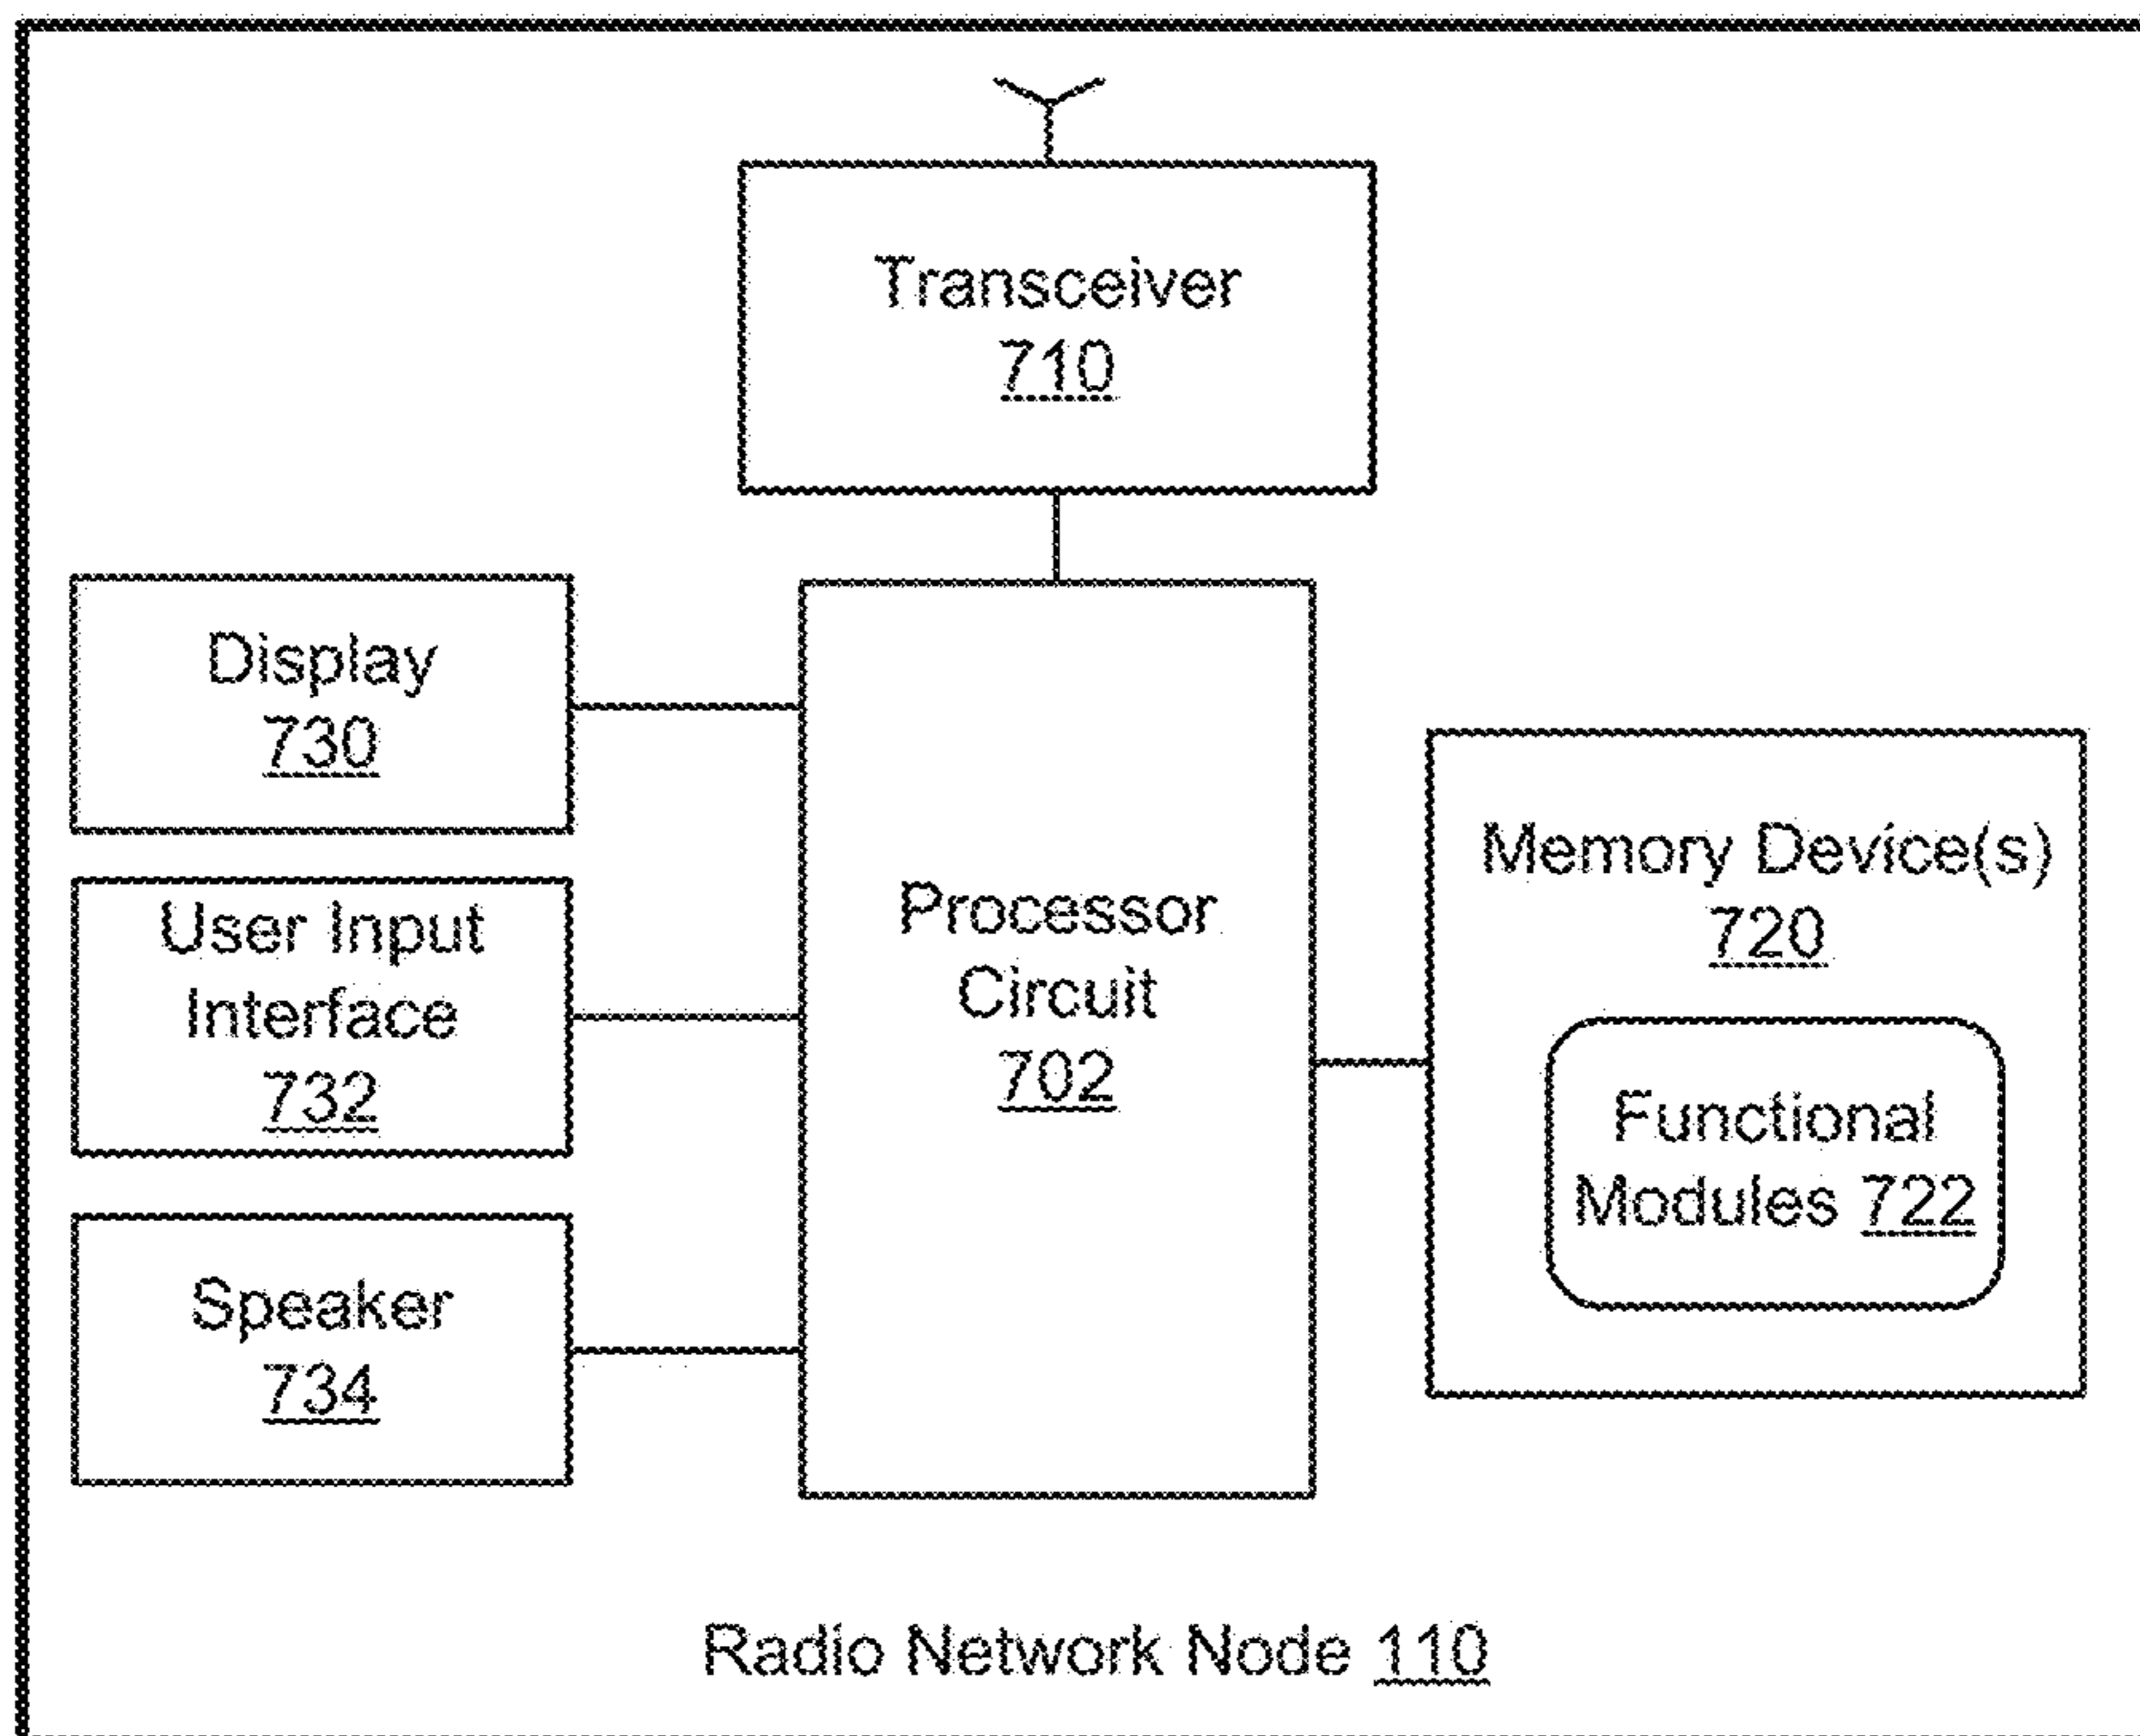 Transceiver
710
Display
730
User Input
Interface
732
Speaker
734
Processor
Circuit
702
Memory Device(s)
720
Functional
Modules 722
Radio Network Node 110